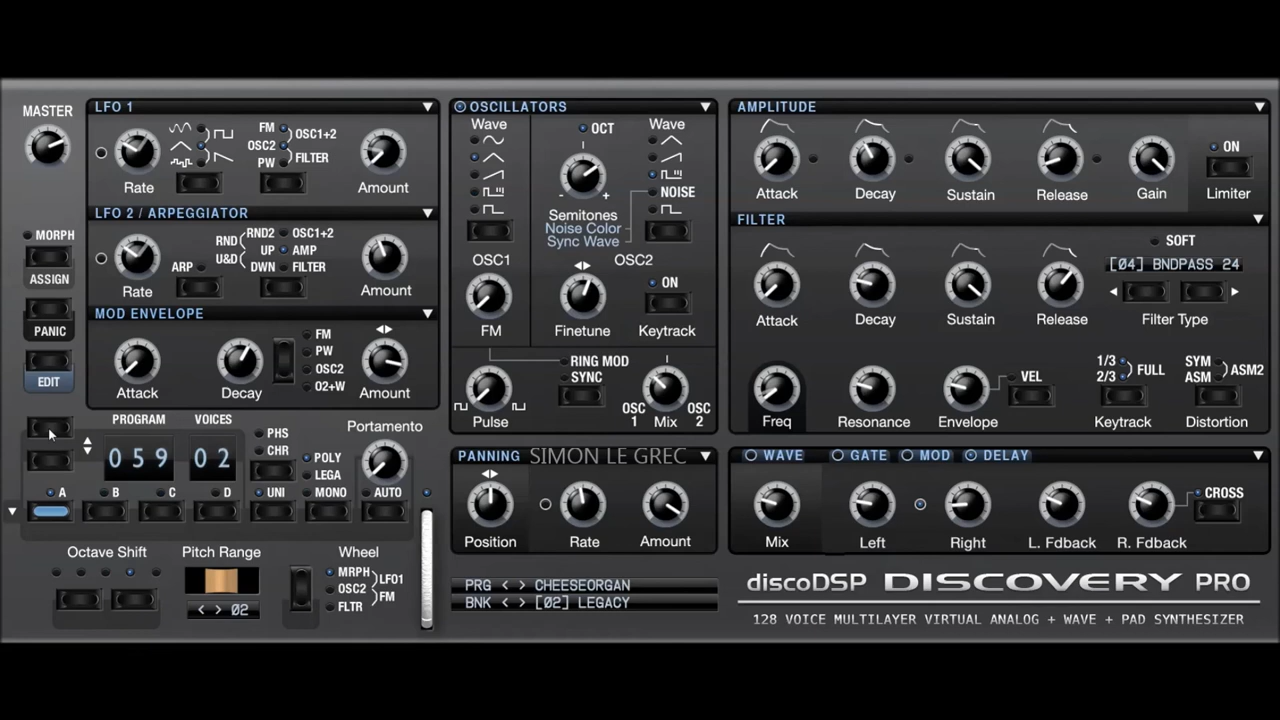 MASTER
MORPH
ASSIGN
PANIC
EDIT
LFO 1
FM
OSC2
PW
OSC1+2
FILTER
Rate
Amount
LFO 2 / ARPEGGIATOR
RND
U&D
RND2
UP
DWN
OSC1+2
AMP
FILTER
ARP
Rate
Amount
MOD ENVELOPE
FM
PW
OSC2
O2+W
Attack
Decay
Amount
PROGRAM
VOICES
059
02
A
B
C
D
PHS
CHR
UNI
POLY
LEGA
MONO
Portamento
AUTO
Octave Shift
Pitch Range
< > 02
Wheel
MRPH
OSC2
FLTR
LFO1
FM
OSCILLATORS
Wave
OCT
- +
Semitones
Noise Color
Sync Wave
Wave
NOISE
OSC1
OSC2
FM
Finetune
ON
Keytrack
RING MOD
SYNC
Pulse
OSC
1
Mix
OSC
2
PANNING
SIMON LE GREC
Position
Rate
Amount
PRG < > CHEESEORGAN
BNK < > [02] LEGACY
AMPLITUDE
Attack
Decay
Sustain
Release
Gain
ON
Limiter
FILTER
SOFT
[04] BNDPASS 24
Attack
Decay
Sustain
Release
Filter Type
Freq
Resonance
Envelope
VEL
1/3
2/3
FULL
Keytrack
SYM
ASM
ASM2
Distortion
WAVE
GATE
MOD
DELAY
Mix
Left
Right
L. Fdback
R. Fdback
CROSS
discoDSP DISCOVERY PRO
128 VOICE MULTILAYER VIRTUAL ANALOG + WAVE + PAD SYNTHESIZER